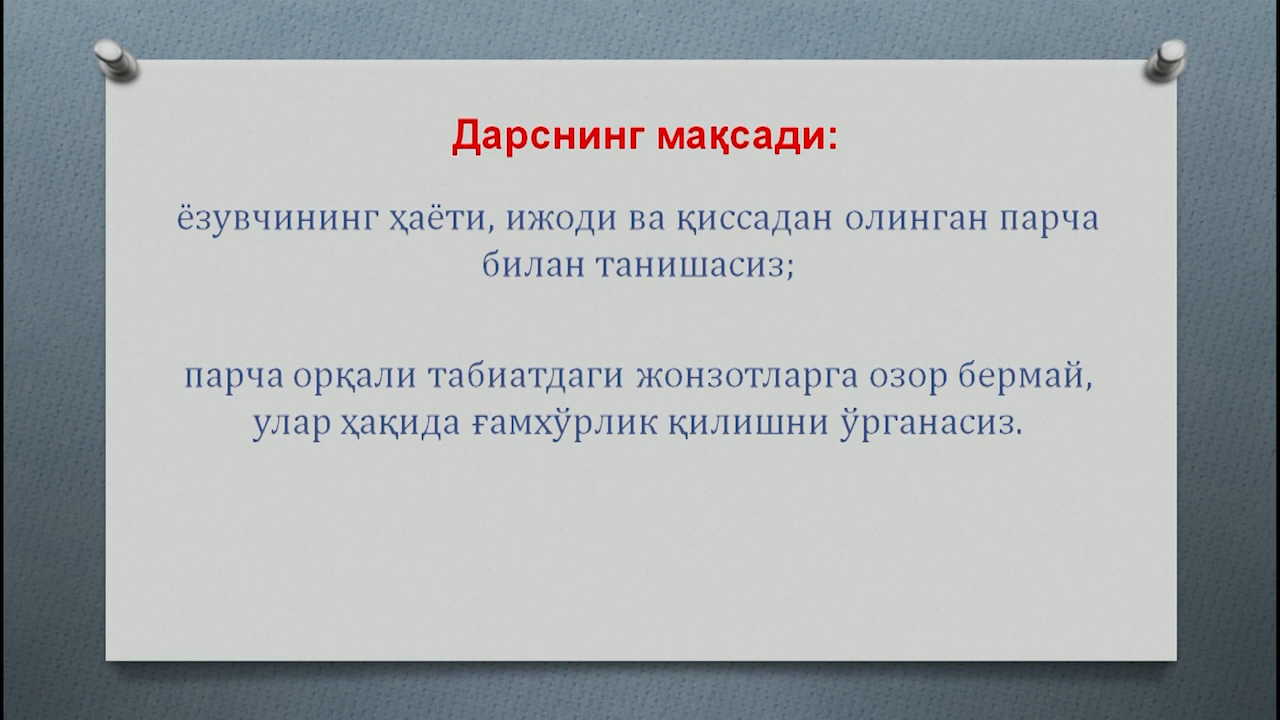 Дарснинг мақсади:
ёзувчининг ҳаёти, ижоди ва қиссадан олинган парча
билан танишасиз;
парча орқали табиатдаги жонзотларга озор бермай,
улар ҳақида ғамхўрлик қилишни ўрганасиз.